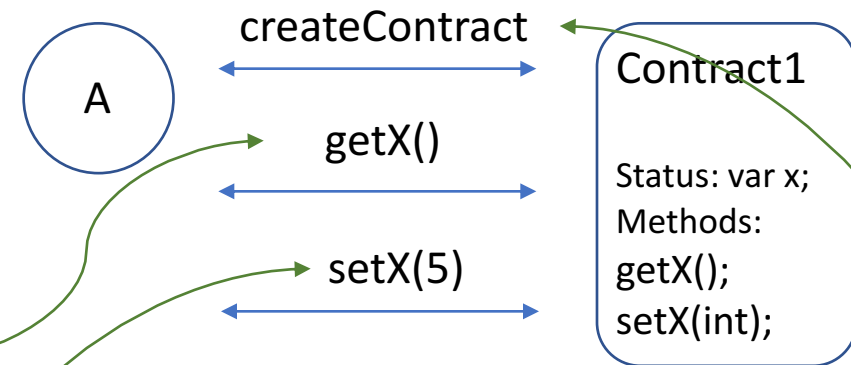 createContract
A
getX()
setX(5)
Contract1
Status: var x;
Methods:
getX();
setX(int);